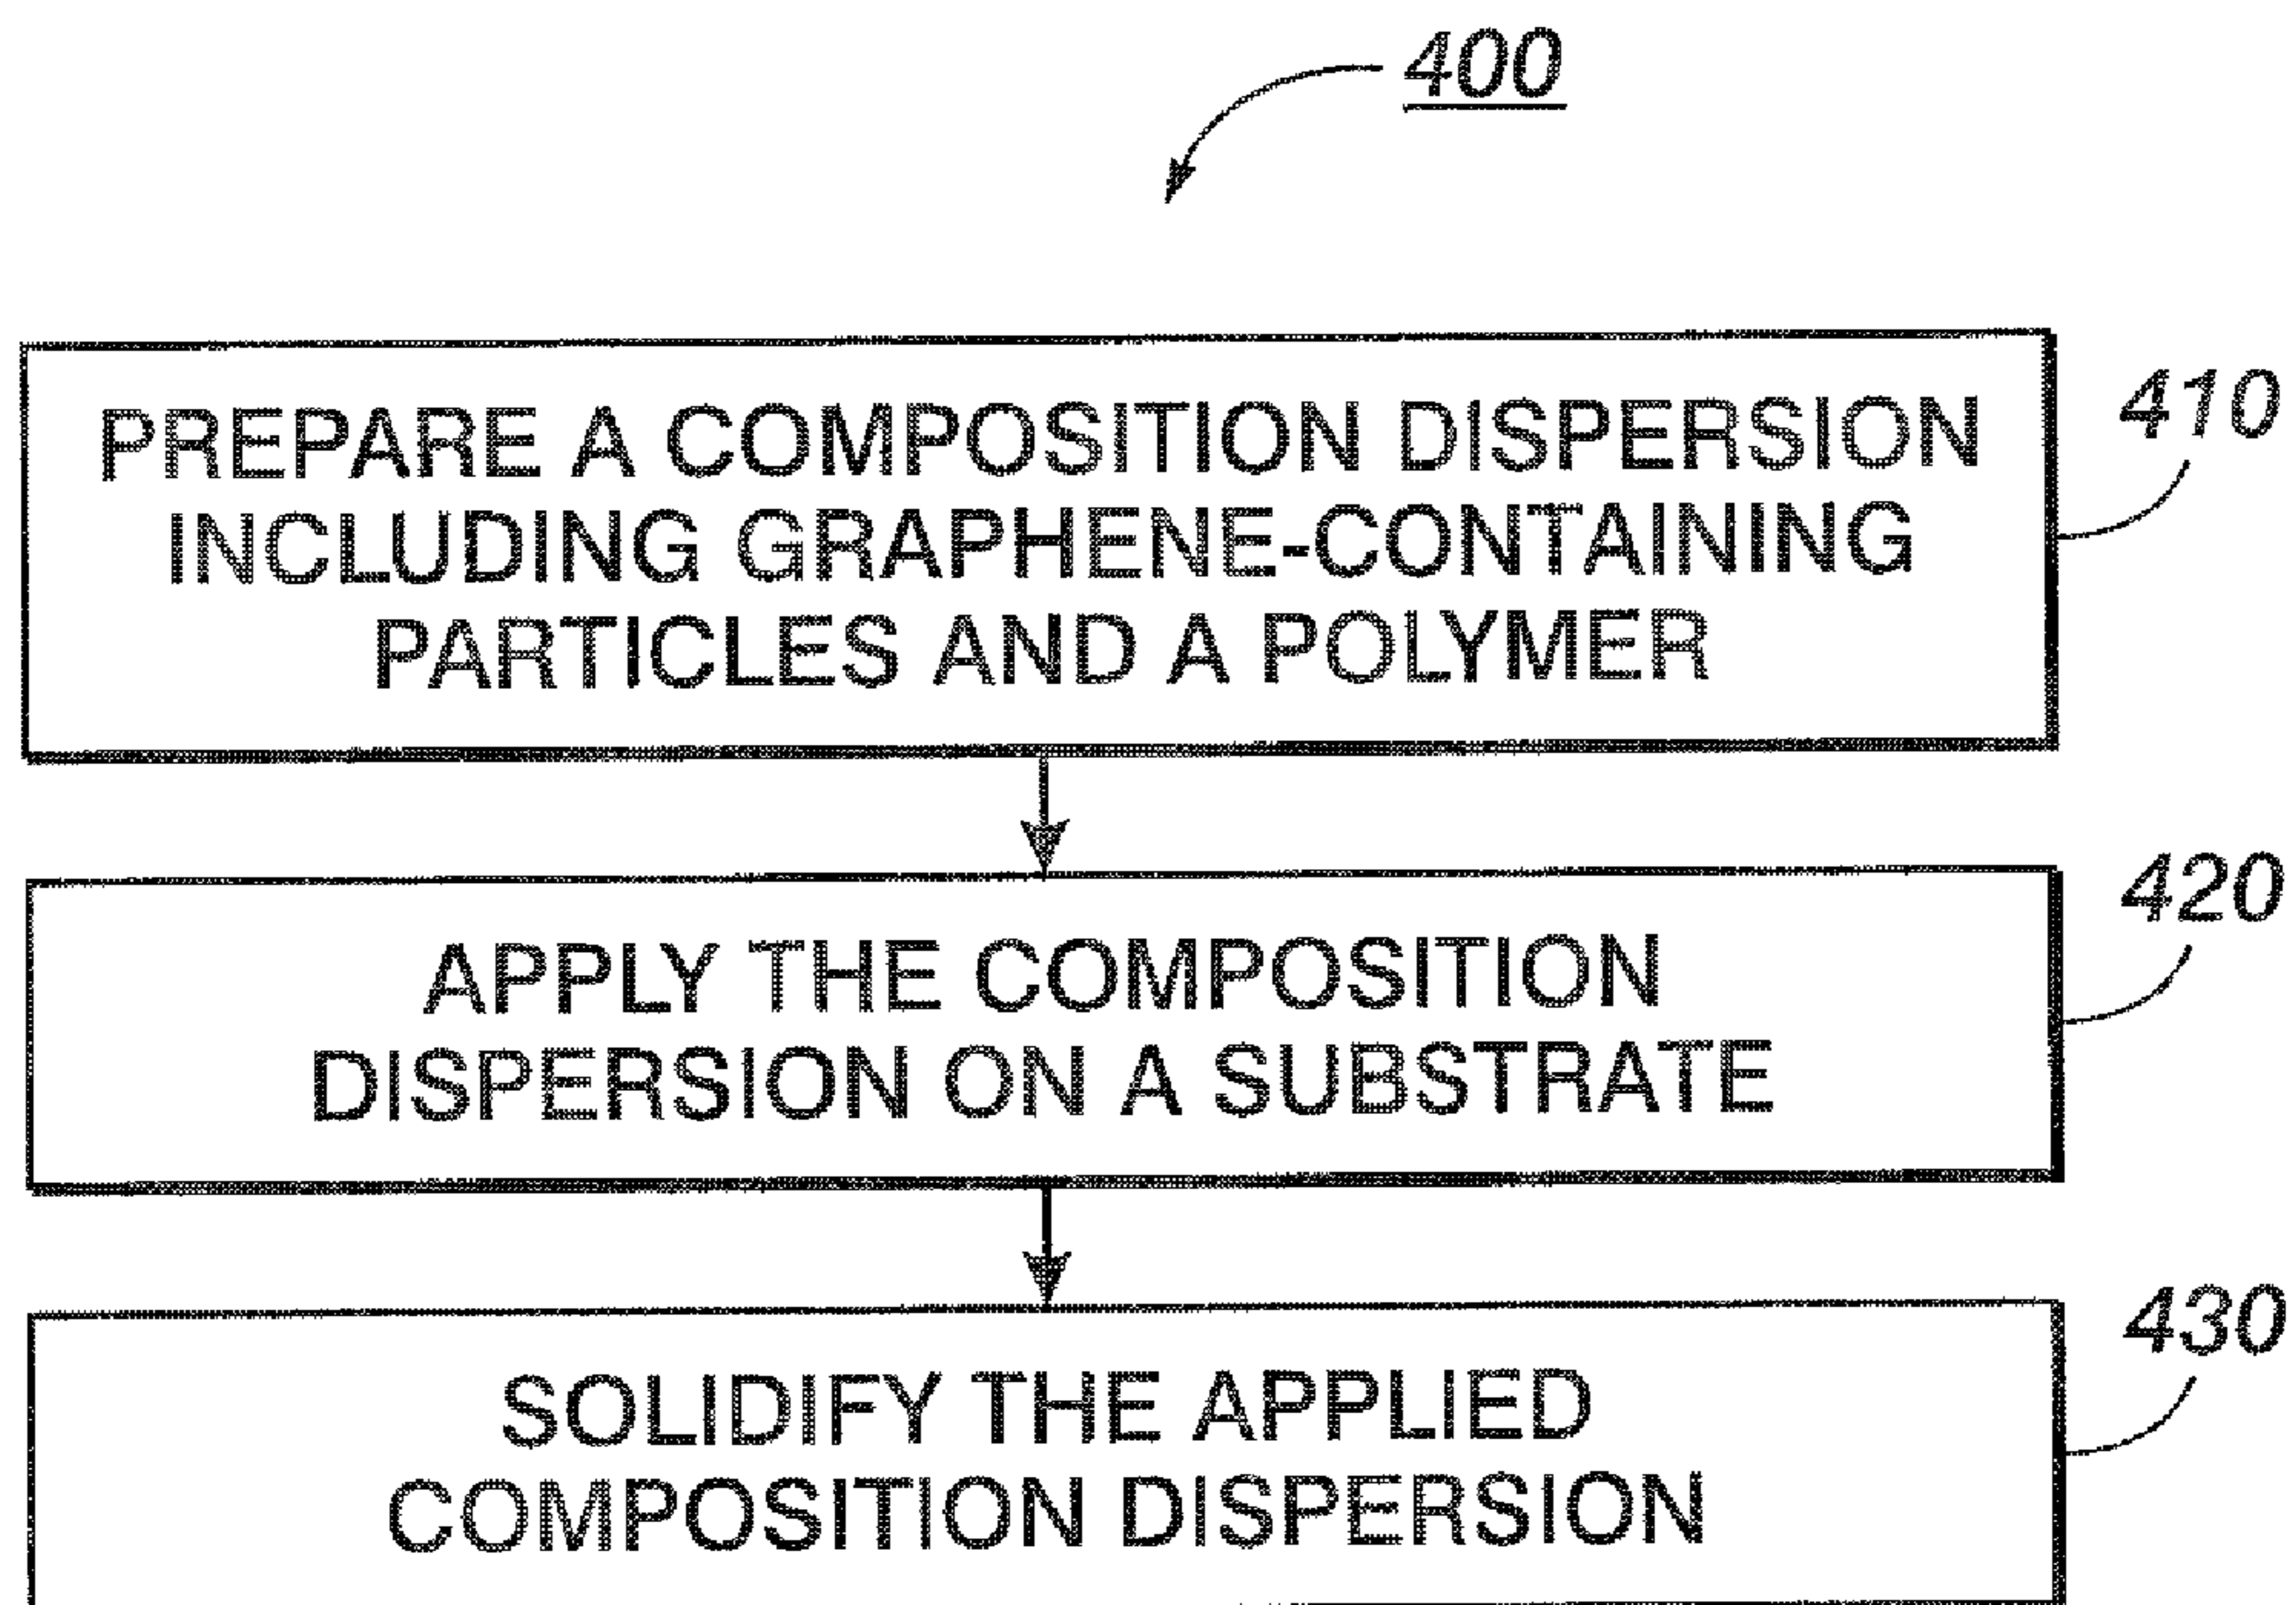 400
PREPARE A COMPOSITION DISPERSION
INCLUDING GRAPHENE-CONTAINING
PARTICLES AND A POLYMER
410
APPLY THE COMPOSITION
DISPERSION ON A SUBSTRATE
420
SOLIDIFY THE APPLIED
COMPOSITION DISPERSION
430